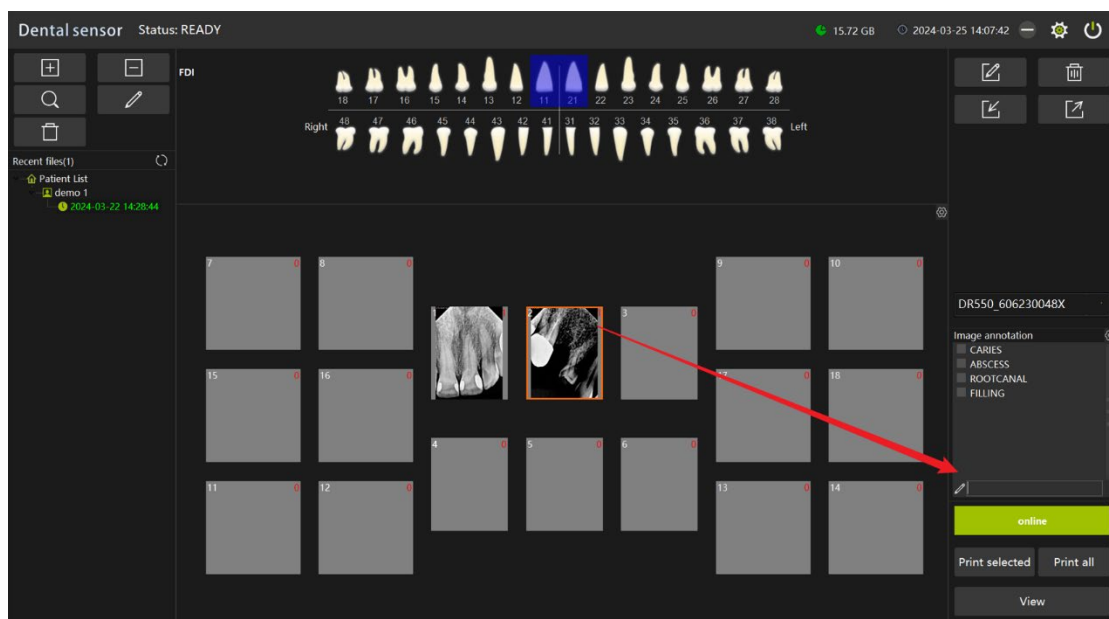 Dental sensor Status: READY 15.72 GB 2024-03-25 14:07:42
FDI
18 17 16 15 14 13 12 11 21 22 23 24 25 26 27 28
Right 48 47 46 45 44 43 42 41 31 32 33 34 35 36 37 38 Left
Recent files(1)
Patient List
demo 1
2024-03-22 14:28:44
7 0 8 0 9 0 10 0
2 3 0
15 0 16 0 17 0 18 0
4 0 5 0 6 0
11 0 12 0 13 0 14 0
DR550_606230048X
Image annotation
CARIES
ABSCESS
ROOTCANAL
FILLING
online
Print selected Print all
View